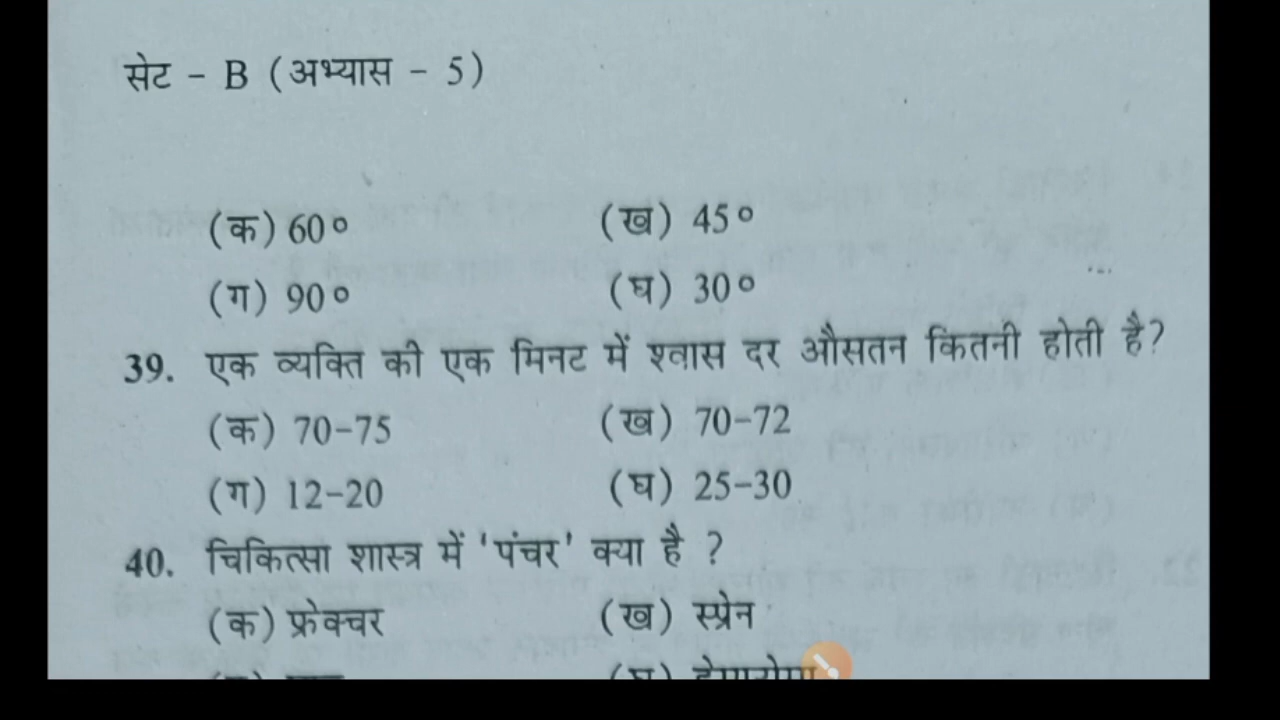 सेट - B (अभ्यास - 5)
(क) 60° (ख) 45°
(ग) 90° (घ) 30°
39. एक व्यक्ति की एक मिनट में श्वास दर औसतन कितनी होती है?
(क) 70-75 (ख) 70-72
(ग) 12-20 (घ) 25-30
40. चिकित्सा शास्त्र में 'पंचर' क्या है ?
(क) फ्रेक्चर (ख) स्प्रेन
(घ)